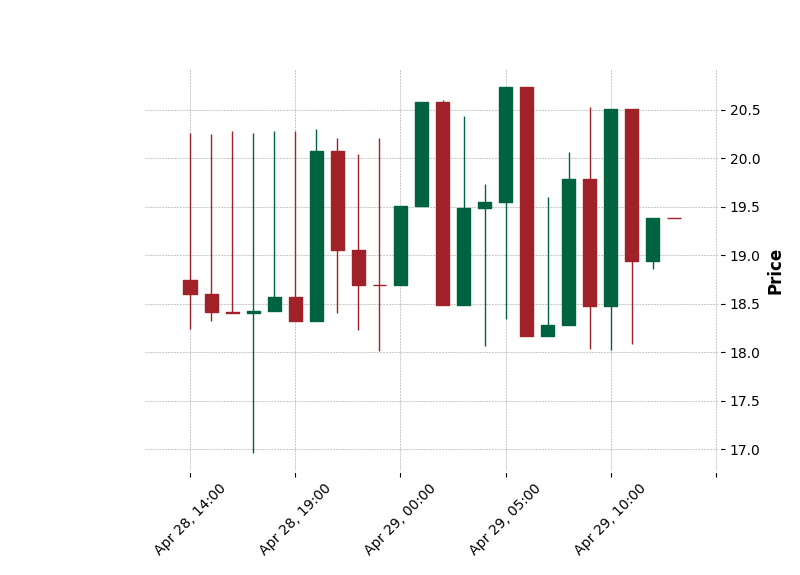 20.5
20.0
19.5
19.0
18.5
18.0
17.5
17.0
Price
Apr 28, 14:00
Apr 28, 19:00
Apr 29, 00:00
Apr 29, 05:00
Apr 29, 10:00